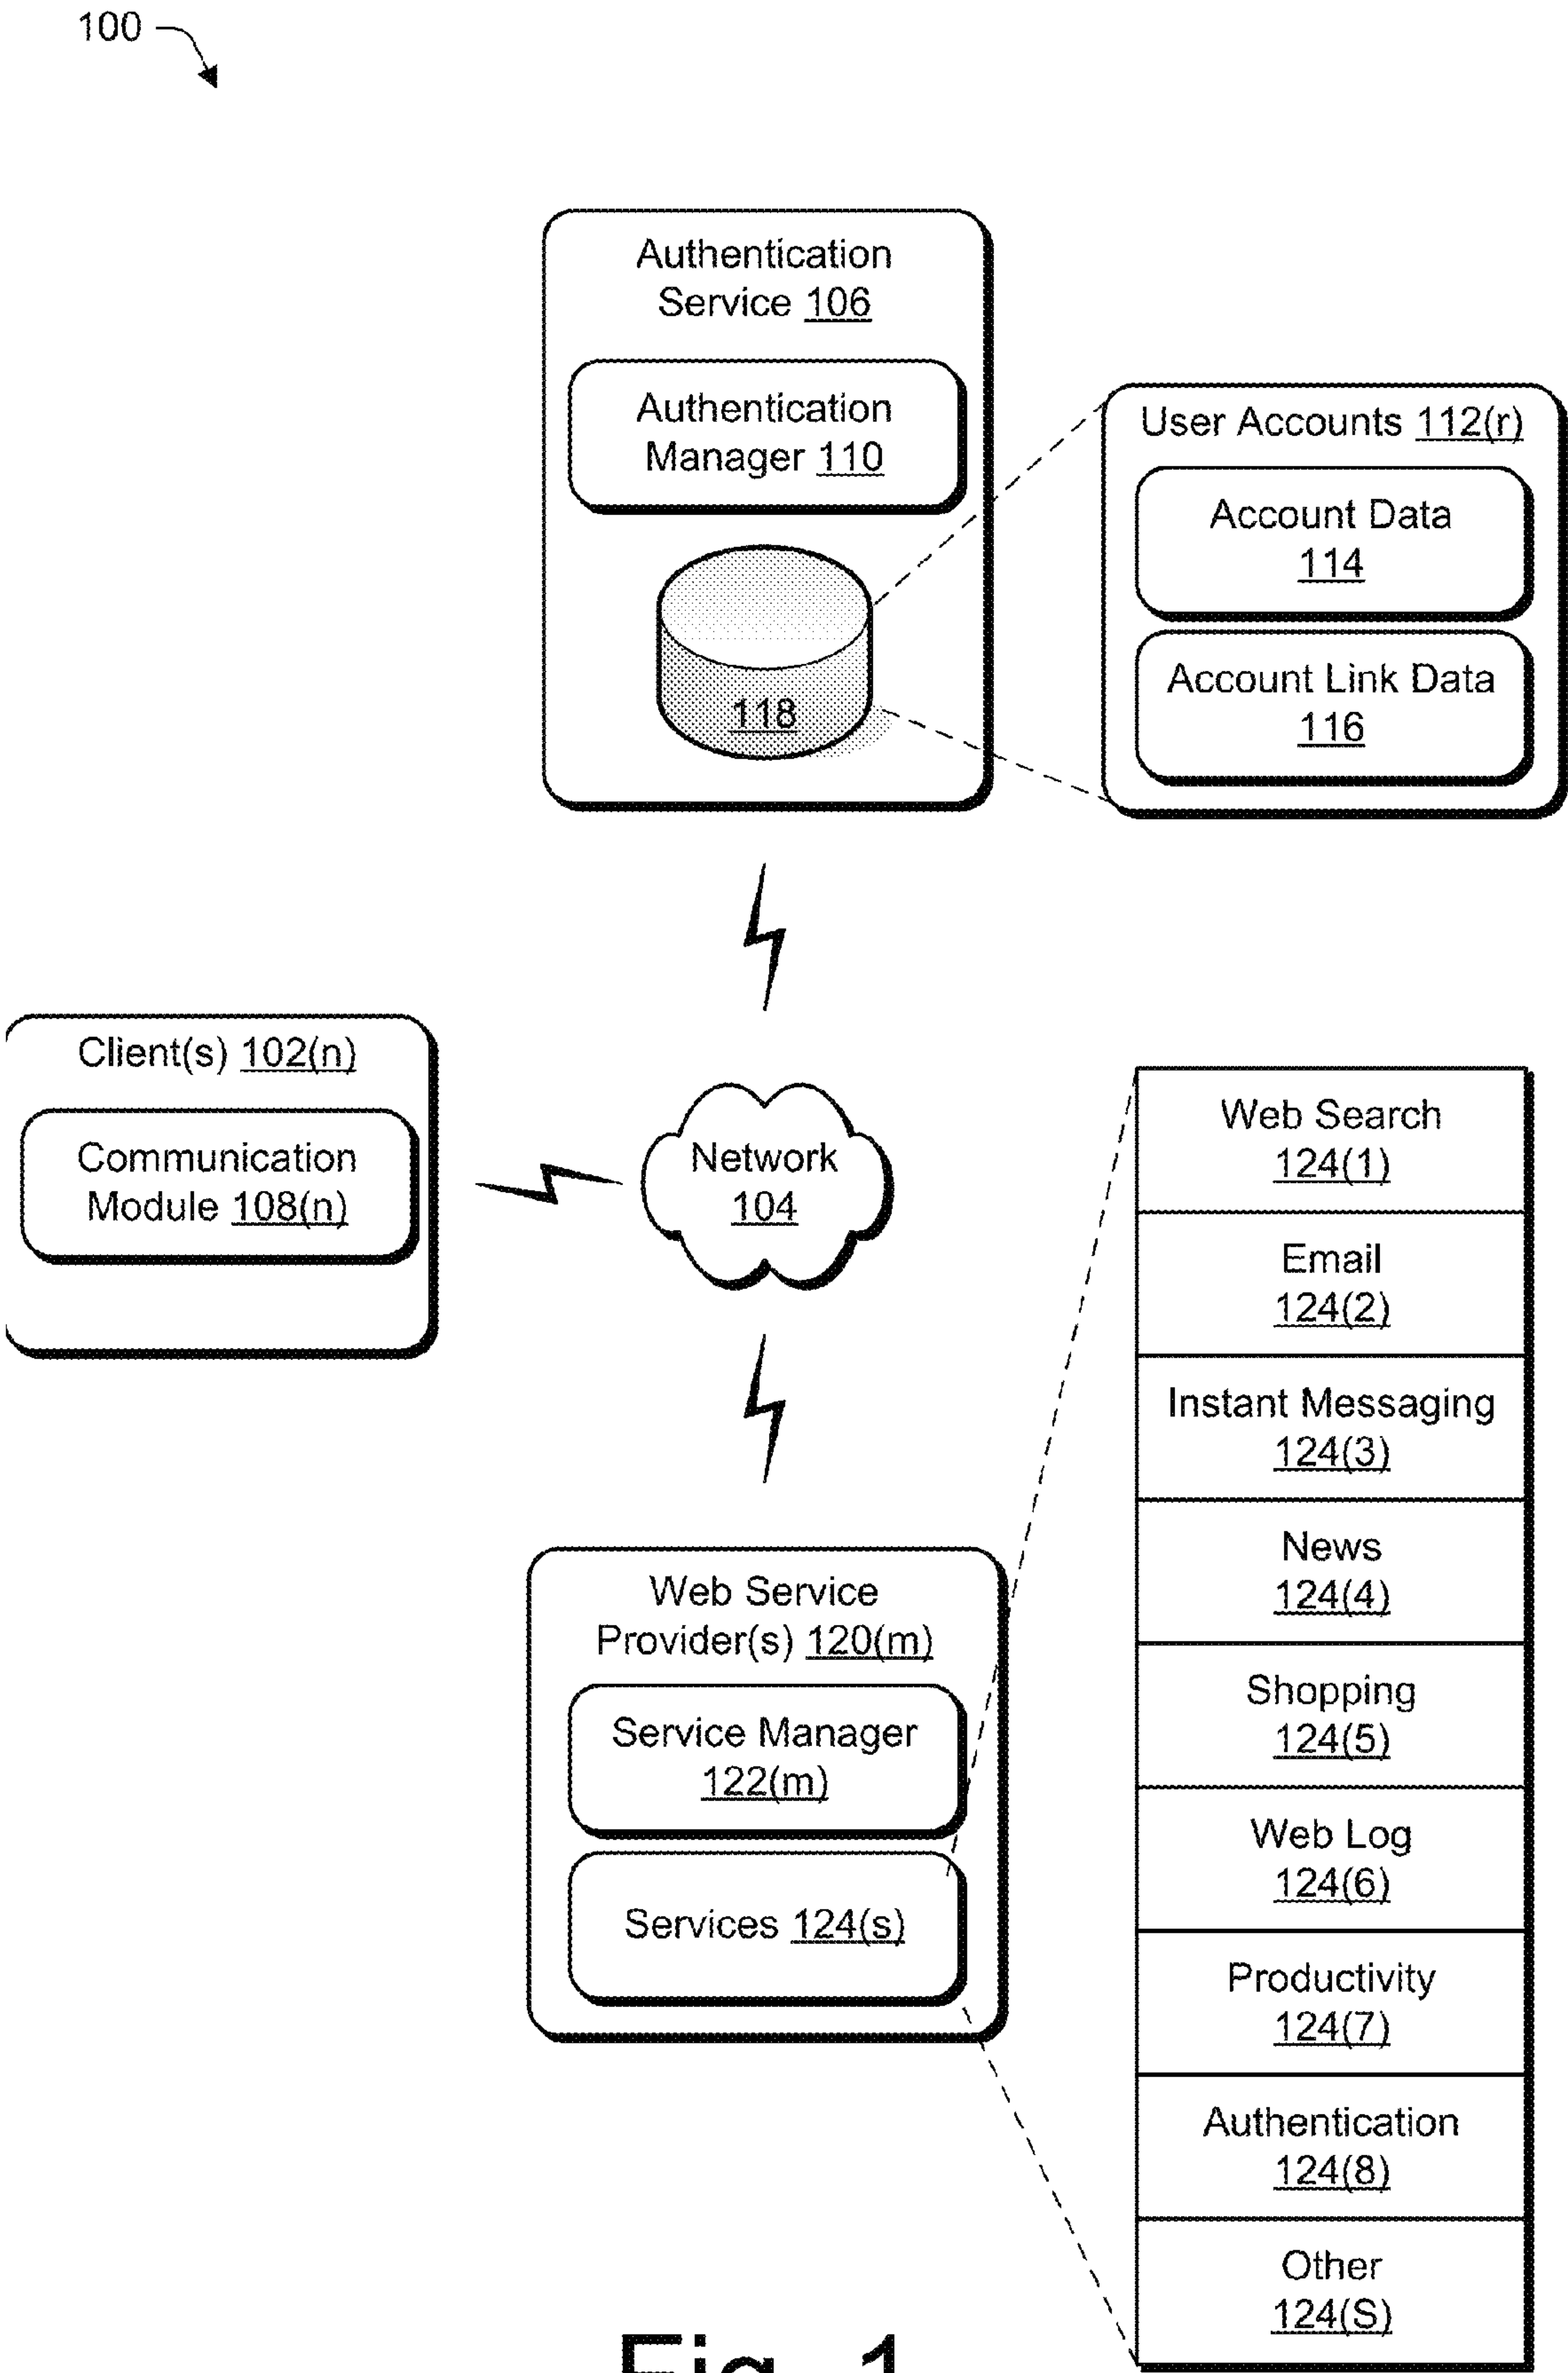 100
Authentication
Service 106
Authentication
Manager 110
118
User Accounts 112(r)
Account Data
114
Account Link Data
116
Client(s) 102(n)
Communication
Module 108(n)
Network
104
Web Service
Provider(s) 120(m)
Service Manager
122(m)
Services 124(s)
Web Search
124(1)
Email
124(2)
Instant Messaging
124(3)
News
124(4)
Shopping
124(5)
Web Log
124(6)
Productivity
124(7)
Authentication
124(8)
Other
124(S)
Fig. 1